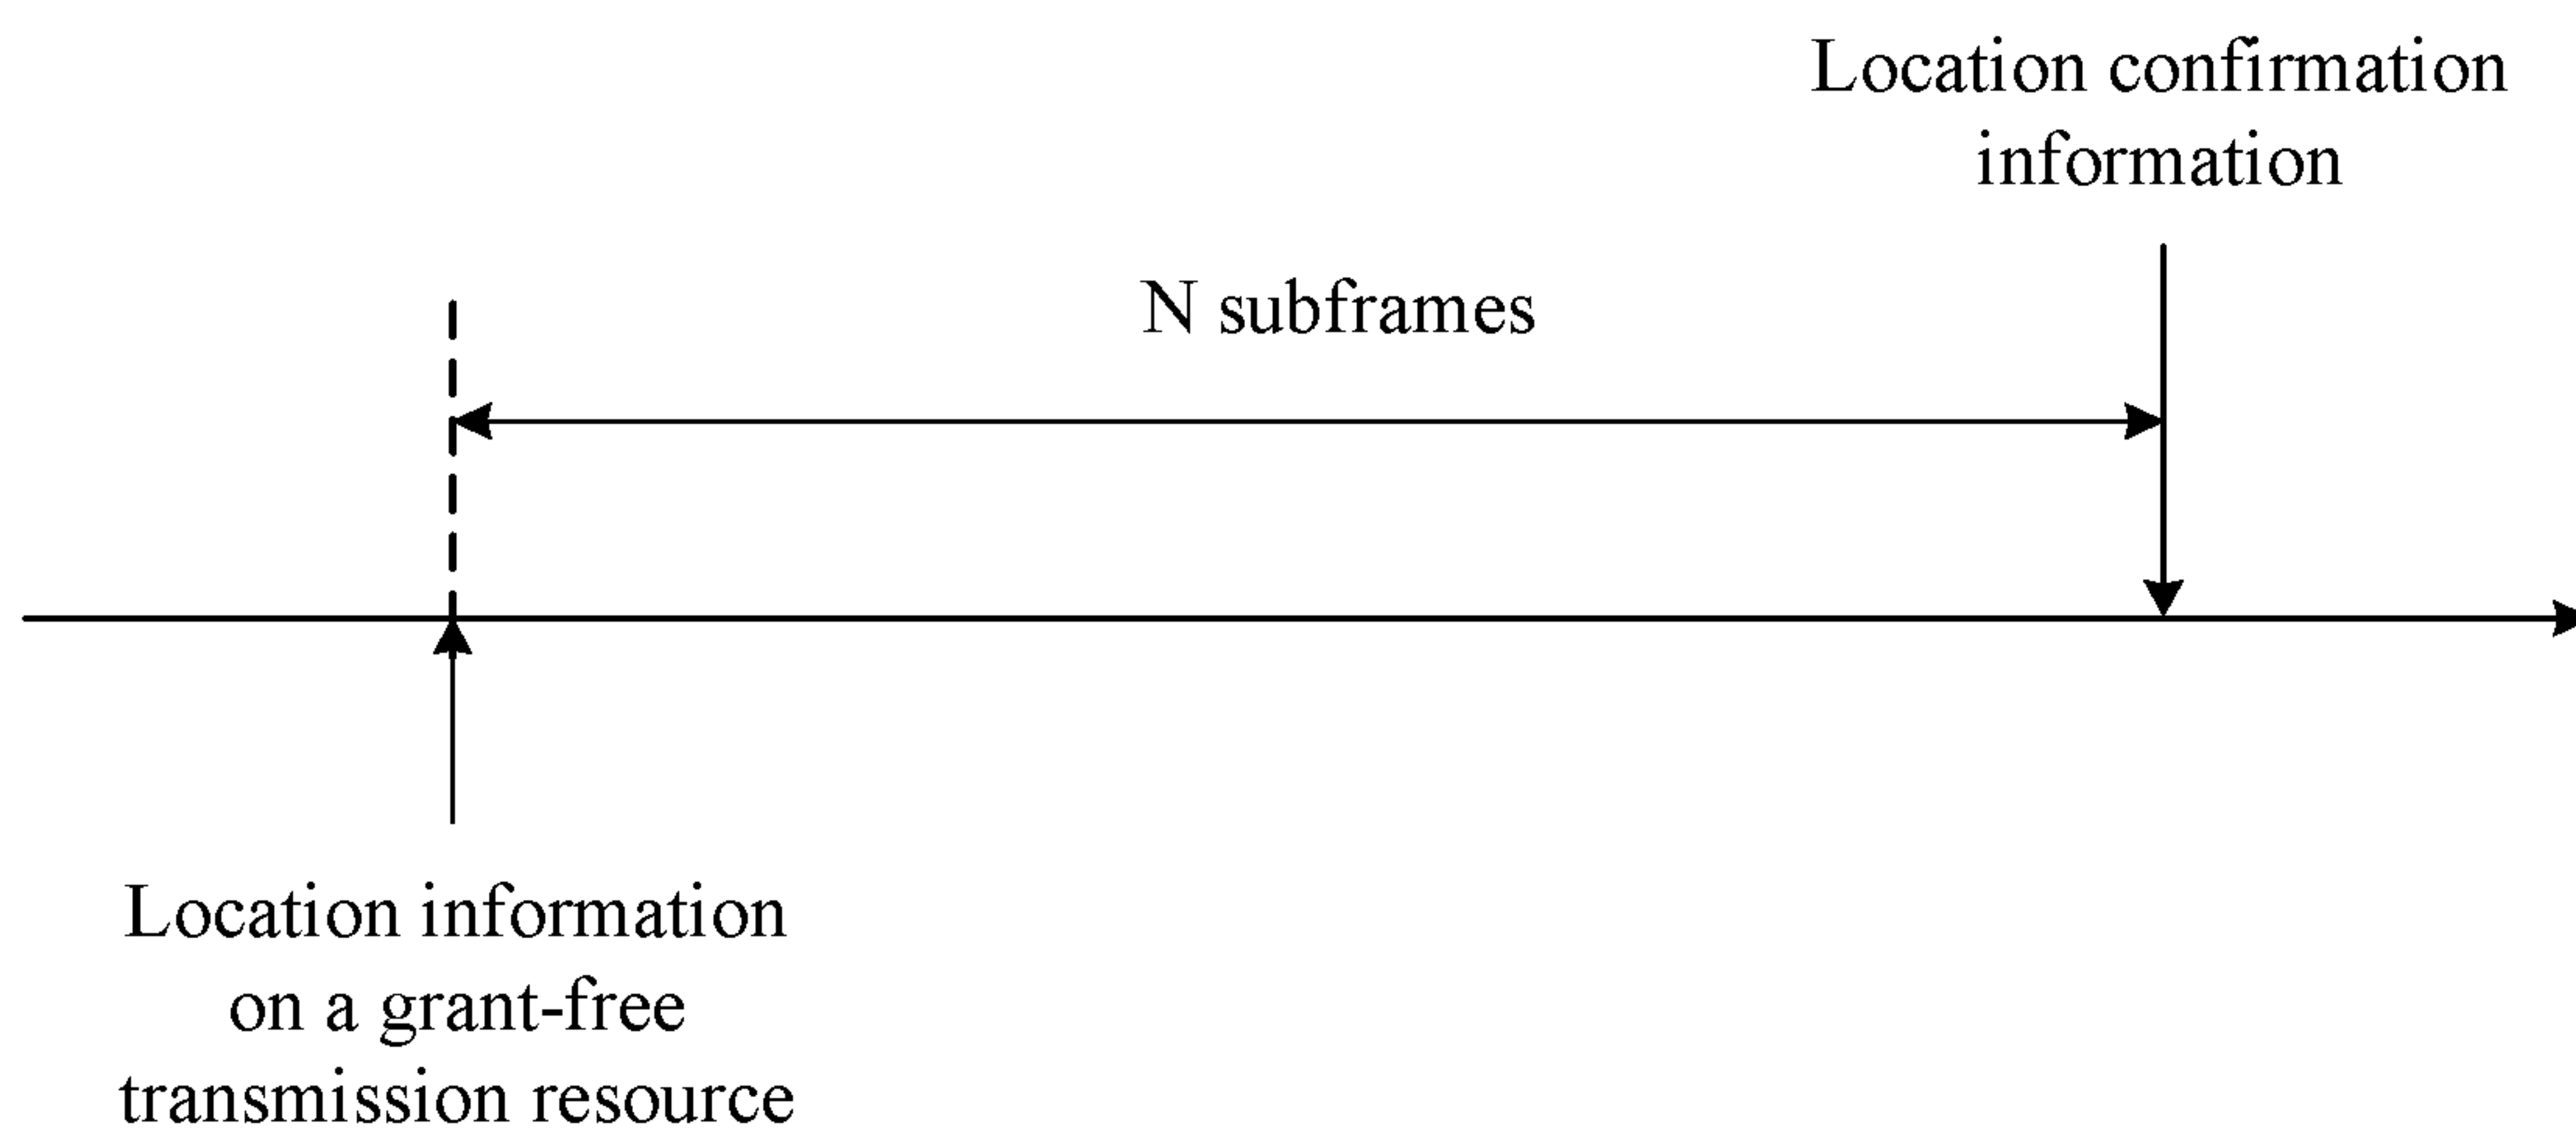 Location confirmation
information
N subframes
Location information
on a grant-free
transmission resource